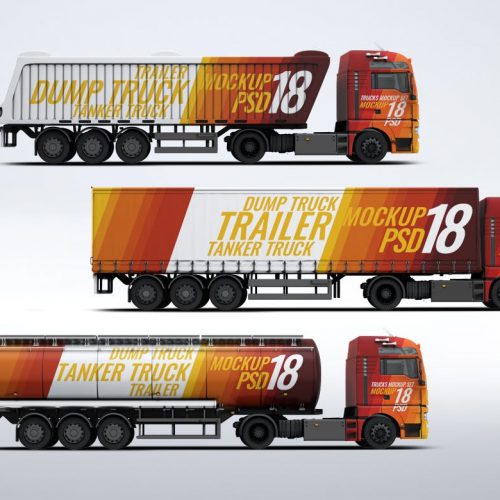 TRAILER
DUMP TRUCK
TANKER TRUCK
MOCKUP
PSD18
TRUCKS MOCKUP SET
MOCKUP
18
PSD
DUMP TRUCK
TRAILER
TANKER TRUCK
MOCKUP
PSD18
DUMP TRUCK
TANKER TRUCK
TRAILER
MOCKUP
PSD18
TRUCKS MOCKUP SET
MOCKUP
18
PSD